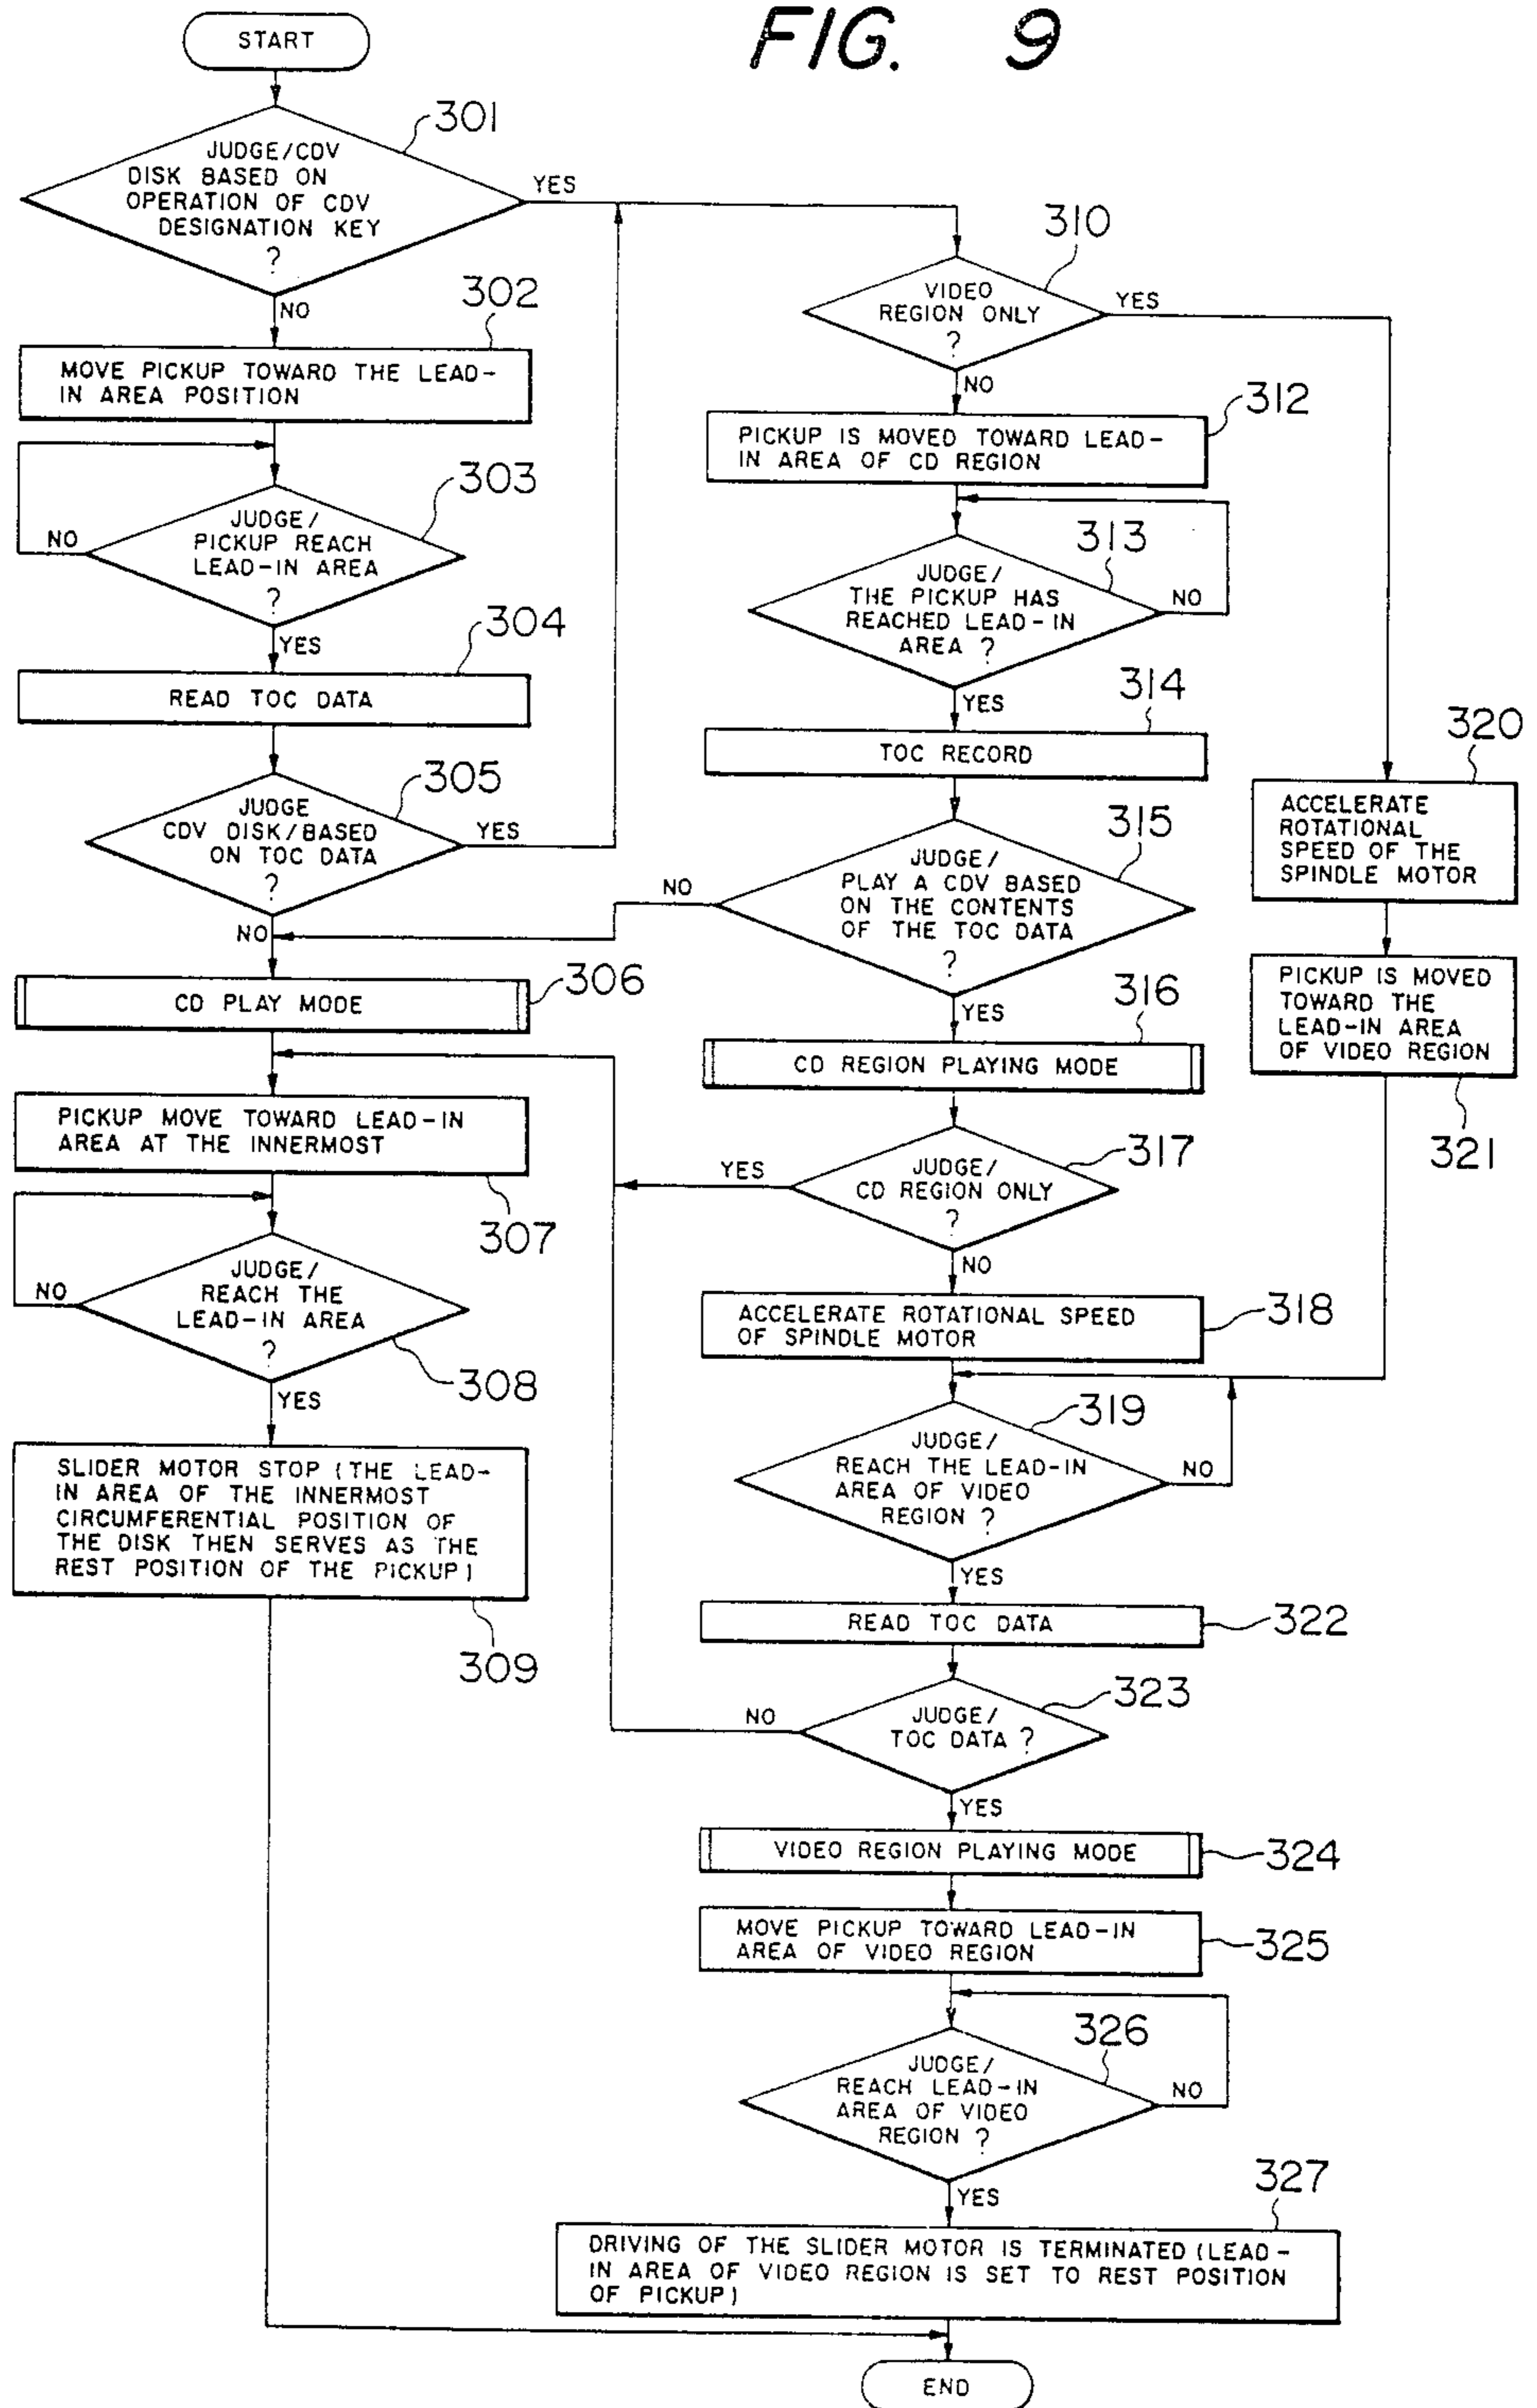 FIG. 9
START
301
JUDGE/CDV
DISK BASED ON
OPERATION OF CDV
DESIGNATION KEY
?
YES
NO
302
MOVE PICKUP TOWARD THE LEAD-
IN AREA POSITION
303
JUDGE/
PICKUP REACH
LEAD-IN AREA
?
NO
YES
304
READ TOC DATA
305
JUDGE
CDV DISK/BASED
ON TOC DATA
?
YES
NO
306
CD PLAY MODE
PICKUP MOVE TOWARD LEAD-IN
AREA AT THE INNERMOST
307
JUDGE/
REACH THE
LEAD-IN AREA
?
NO
308
YES
SLIDER MOTOR STOP (THE LEAD-
IN AREA OF THE INNERMOST
CIRCUMFERENTIAL POSITION OF
THE DISK THEN SERVES AS THE
REST POSITION OF THE PICKUP)
309
310
VIDEO
REGION ONLY
?
YES
NO
312
PICKUP IS MOVED TOWARD LEAD-
IN AREA OF CD REGION
313
JUDGE/
THE PICKUP HAS
REACHED LEAD-IN
AREA ?
NO
YES
314
TOC RECORD
315
JUDGE/
PLAY A CDV BASED
ON THE CONTENTS
OF THE TOC DATA
?
NO
YES
316
CD REGION PLAYING MODE
317
JUDGE/
CD REGION ONLY
?
YES
NO
ACCELERATE ROTATIONAL SPEED
OF SPINDLE MOTOR
318
319
JUDGE/
REACH THE LEAD-IN
AREA OF VIDEO
REGION ?
NO
YES
320
ACCELERATE
ROTATIONAL
SPEED OF THE
SPINDLE MOTOR
PICKUP IS MOVED
TOWARD THE
LEAD-IN AREA
OF VIDEO REGION
321
READ TOC DATA
322
323
JUDGE/
TOC DATA ?
NO
YES
VIDEO REGION PLAYING MODE
324
MOVE PICKUP TOWARD LEAD-IN
AREA OF VIDEO REGION
325
326
JUDGE/
REACH LEAD-IN
AREA OF VIDEO
REGION ?
NO
YES
327
DRIVING OF THE SLIDER MOTOR IS TERMINATED (LEAD-
IN AREA OF VIDEO REGION IS SET TO REST POSITION
OF PICKUP)
END